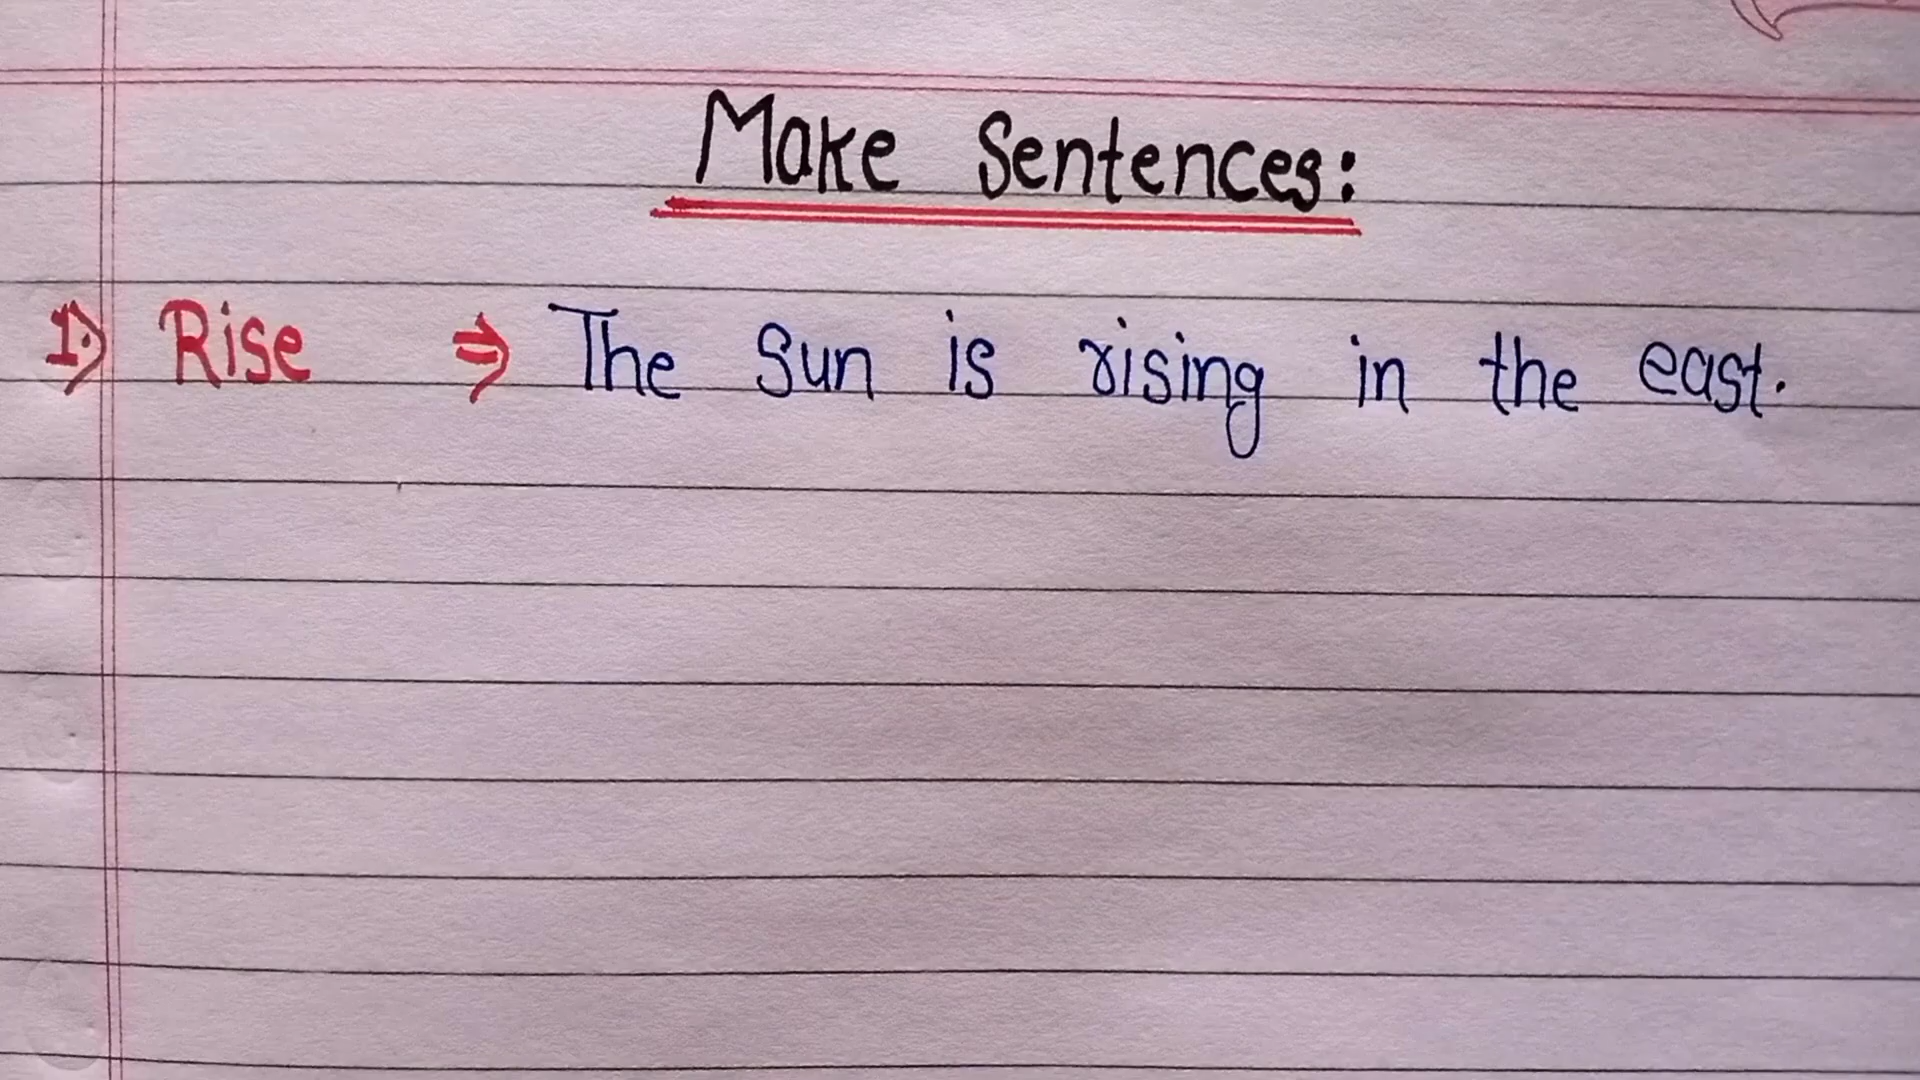 Make Sentences:
1.) Rise ⇒ The Sun is rising in the east.